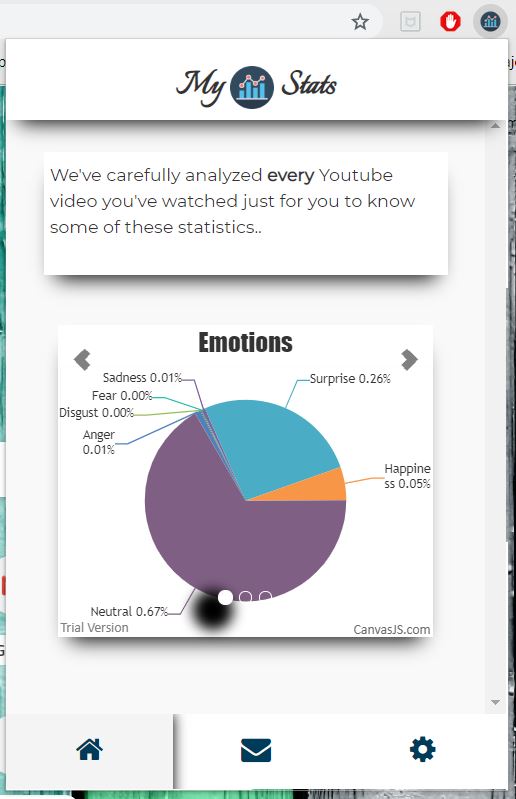 My Stats
We've carefully analyzed every Youtube
video you've watched just for you to know
some of these statistics..
Emotions
Sadness 0.01%
Surprise 0.26%
Fear 0.00%
Disgust 0.00%
Anger
0.01%
Happine
ss 0.05%
Neutral 0.67%
Trial Version
CanvasJS.com